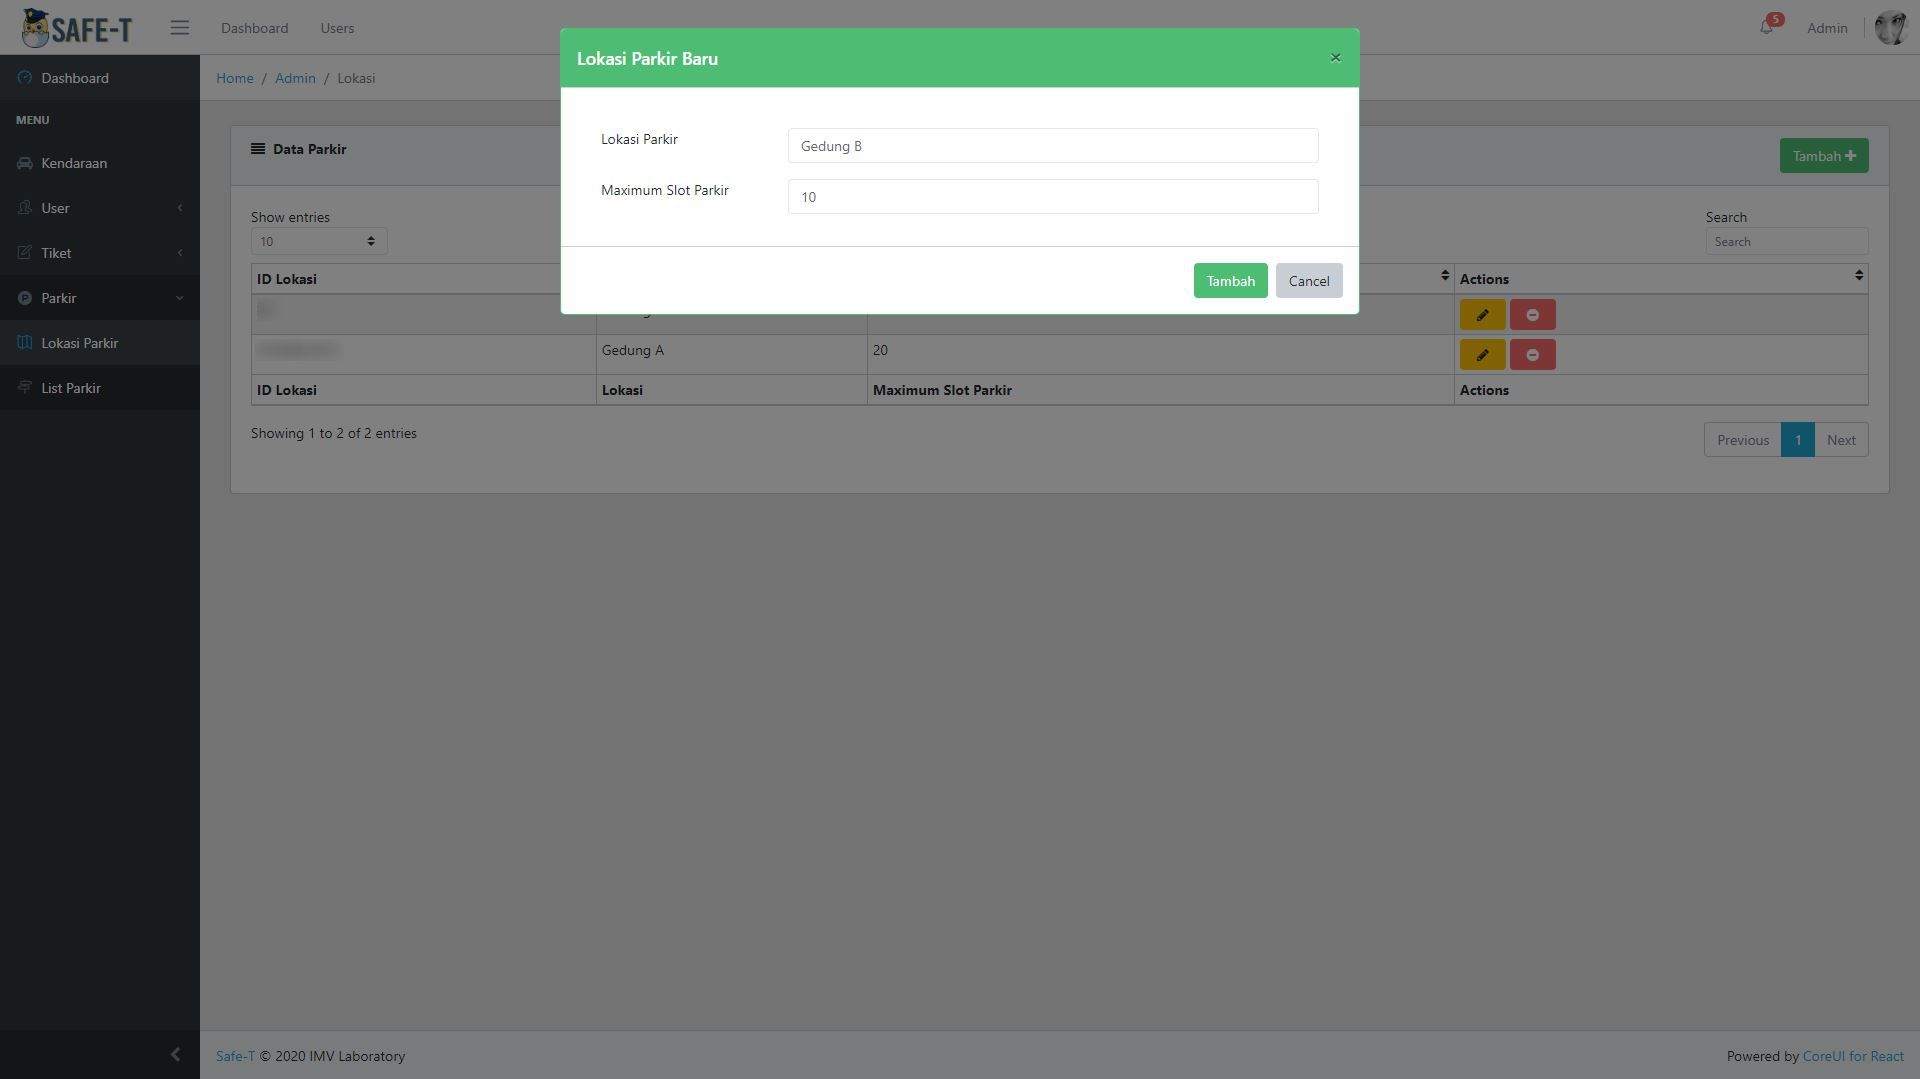 SAFE-T
Dashboard
Users
5
Admin
Dashboard
MENU
Kendaraan
User
Tiket
Parkir
Lokasi Parkir
List Parkir
Home / Admin / Lokasi
Lokasi Parkir Baru
×
Lokasi Parkir
Gedung B
Maximum Slot Parkir
10
Tambah
Cancel
Data Parkir
Tambah
Show entries
10
Search
Search
ID Lokasi
Actions
Gedung A
20
ID Lokasi
Lokasi
Maximum Slot Parkir
Actions
Showing 1 to 2 of 2 entries
Previous
1
Next
Safe-T © 2020 IMV Laboratory
Powered by CoreUI for React